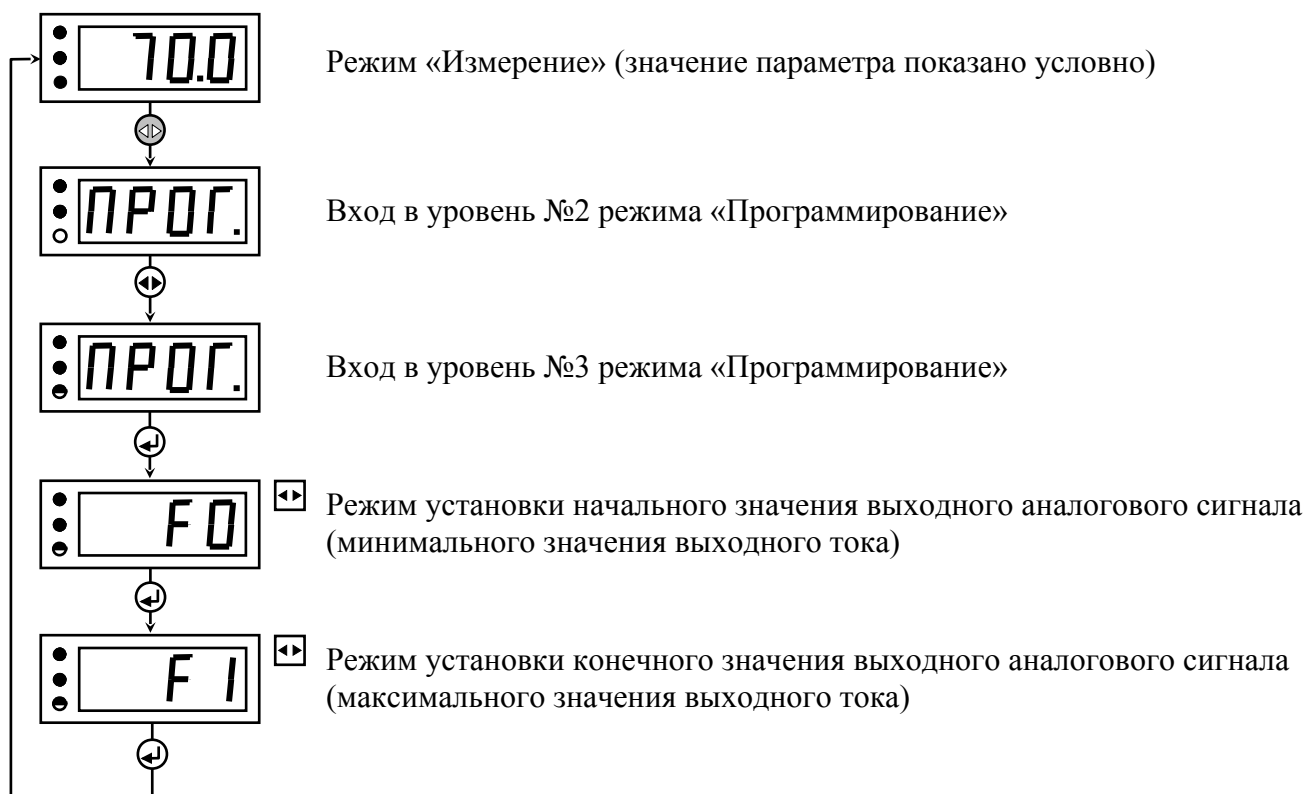 70.0
Режим «Измерение» (значение параметра показано условно)
ПРОГ.
Вход в уровень №2 режима «Программирование»
ПРОГ.
Вход в уровень №3 режима «Программирование»
F0
Режим установки начального значения выходного аналогового сигнала
(минимального значения выходного тока)
F1
Режим установки конечного значения выходного аналогового сигнала
(максимального значения выходного тока)